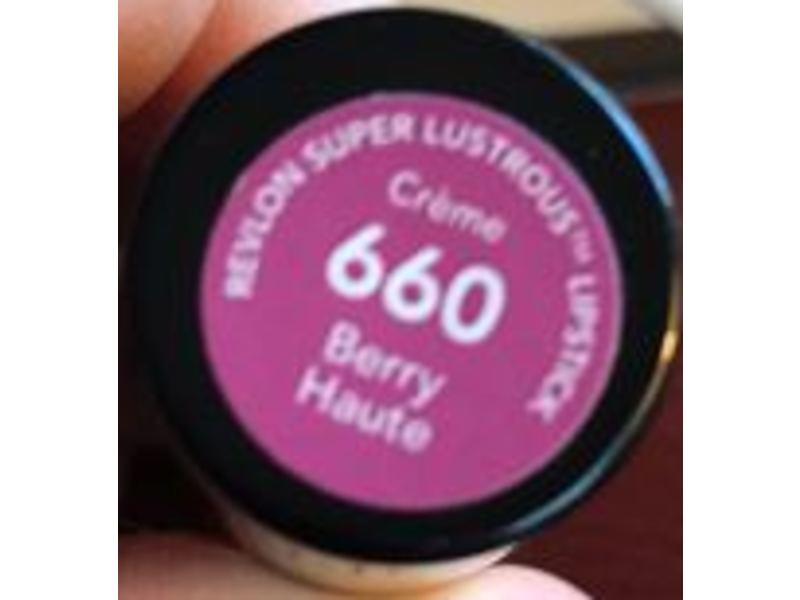 REVLON SUPER LUSTROUS™ LIPSTICK
Crème
660
Berry
Haute